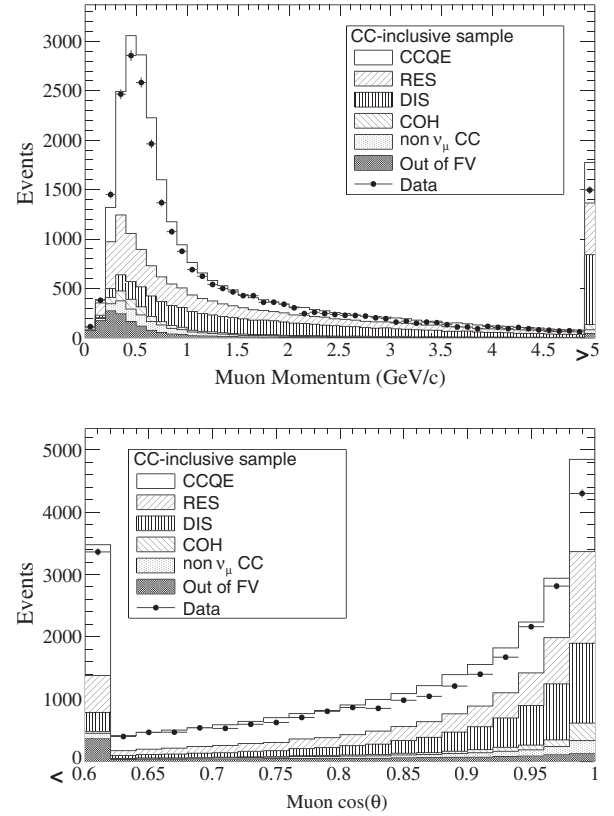 CC-inclusive sample
CCQE
RES
DIS
COH
non νμ CC
Out of FV
Data
Events
3000
2500
2000
1500
1000
500
0
0 0.5 1 1.5 2 2.5 3 3.5 4 4.5 > 5
Muon Momentum (GeV/c)
CC-inclusive sample
CCQE
RES
DIS
COH
non νμ CC
Out of FV
Data
Events
5000
4000
3000
2000
1000
0
< 0.6 0.65 0.7 0.75 0.8 0.85 0.9 0.95 1
Muon cos(θ)